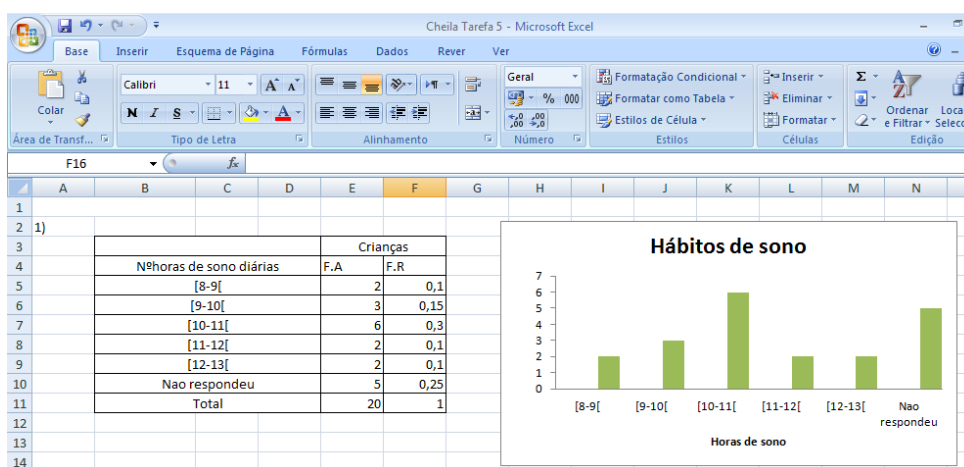 Cheila Tarefa 5 - Microsoft Excel
Base Inserir Esquema de Página Fórmulas Dados Rever Ver
Colar
Calibri 11
N I S
Geral
% 000
Formatação Condicional
Formatar como Tabela
Estilos de Célula
Inserir
Eliminar
Formatar
Σ
Ordenar e Filtrar
Área de Transf... Tipo de Letra Alinhamento Número Estilos Células Edição
F16 fx
A B C D E F G H I J K L M N
1
2 1)
3 Crianças
4 Nºhoras de sono diárias F.A F.R
5 [8-9[ 2 0,1
6 [9-10[ 3 0,15
7 [10-11[ 6 0,3
8 [11-12[ 2 0,1
9 [12-13[ 2 0,1
10 Nao respondeu 5 0,25
11 Total 20 1
12
13
14
Hábitos de sono
7
6
5
4
3
2
1
0
[8-9[ [9-10[ [10-11[ [11-12[ [12-13[ Nao respondeu
Horas de sono